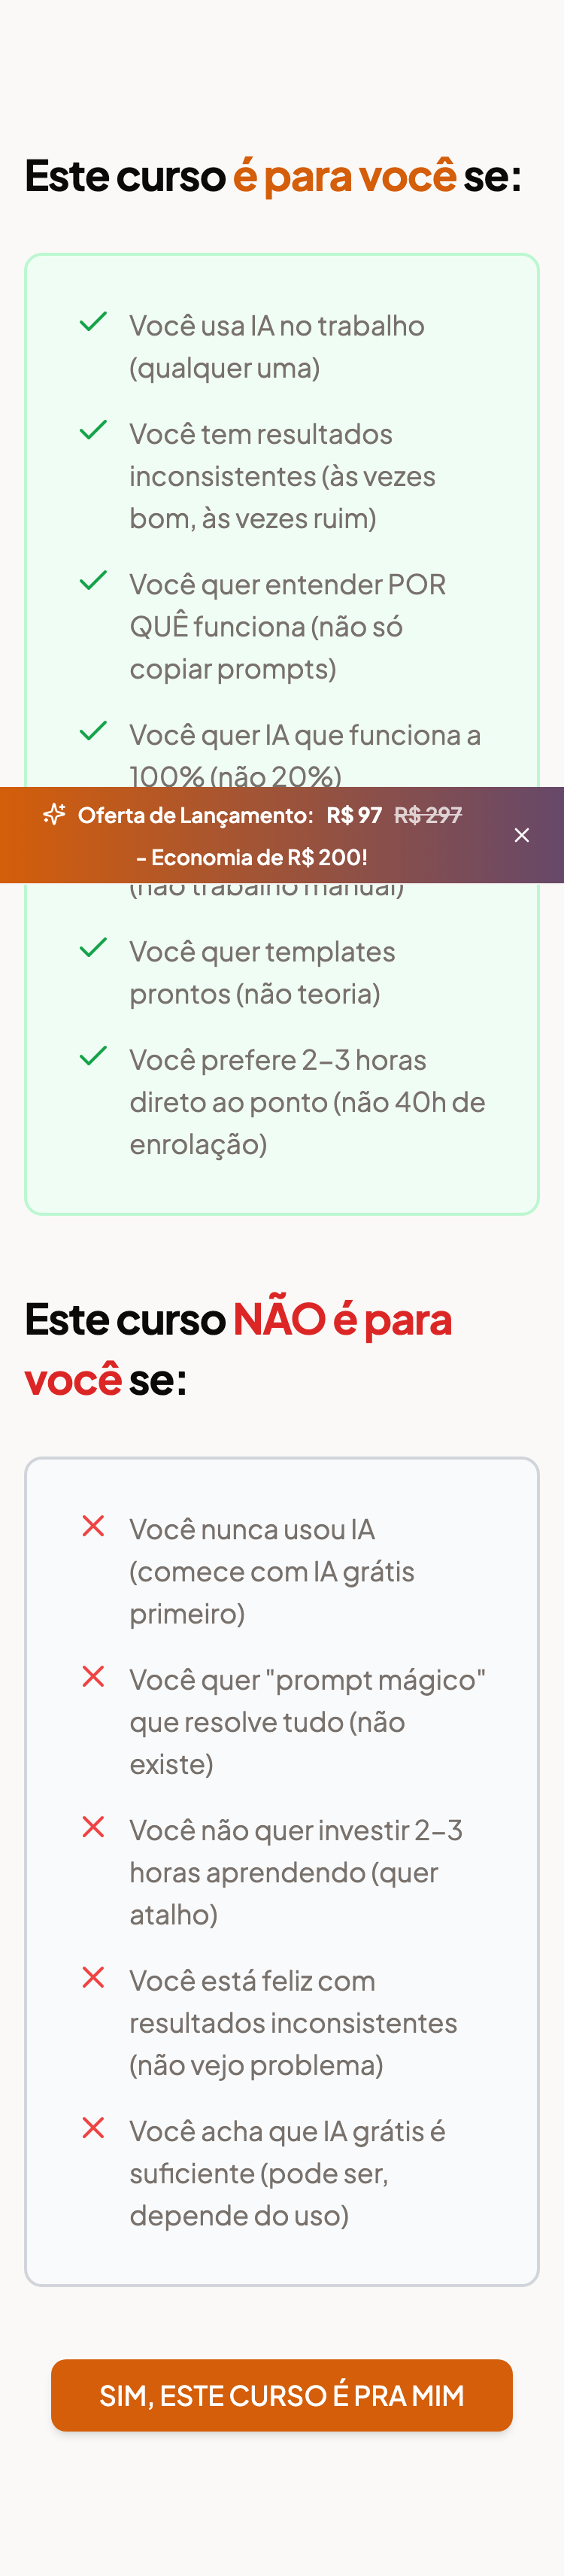 Este curso é para você se:
Você usa IA no trabalho
(qualquer uma)
Você tem resultados
inconsistentes (às vezes
bom, às vezes ruim)
Você quer entender POR
QUÊ funciona (não só
copiar prompts)
Você quer IA que funciona a
100% (não 20%)
Oferta de Lançamento: R$ 97 R$ 297
- Economia de R$ 200!
(não trabalho manual)
Você quer templates
prontos (não teoria)
Você prefere 2–3 horas
direto ao ponto (não 40h de
enrolação)
Este curso NÃO é para
você se:
Você nunca usou IA
(comece com IA grátis
primeiro)
Você quer "prompt mágico"
que resolve tudo (não
existe)
Você não quer investir 2–3
horas aprendendo (quer
atalho)
Você está feliz com
resultados inconsistentes
(não vejo problema)
Você acha que IA grátis é
suficiente (pode ser,
depende do uso)
SIM, ESTE CURSO É PRA MIM